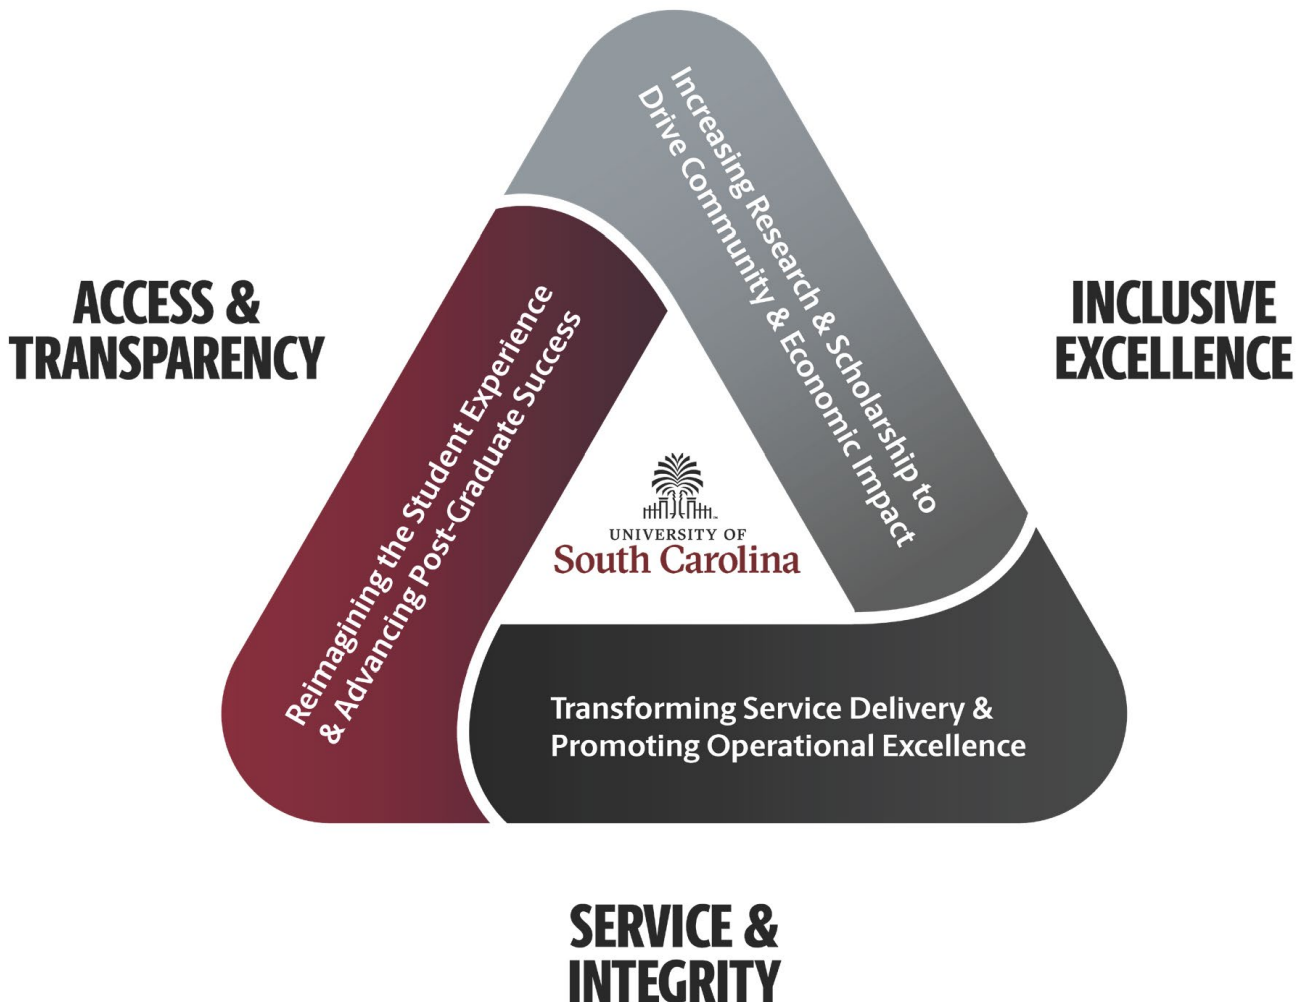 Increasing Research & Scholarship to
Drive Community & Economic Impact
ACCESS &
TRANSPARENCY
INCLUSIVE
EXCELLENCE
Reimagining the Student Experience
& Advancing Post-Graduate Success
UNIVERSITY OF
South Carolina
Transforming Service Delivery &
Promoting Operational Excellence
SERVICE &
INTEGRITY